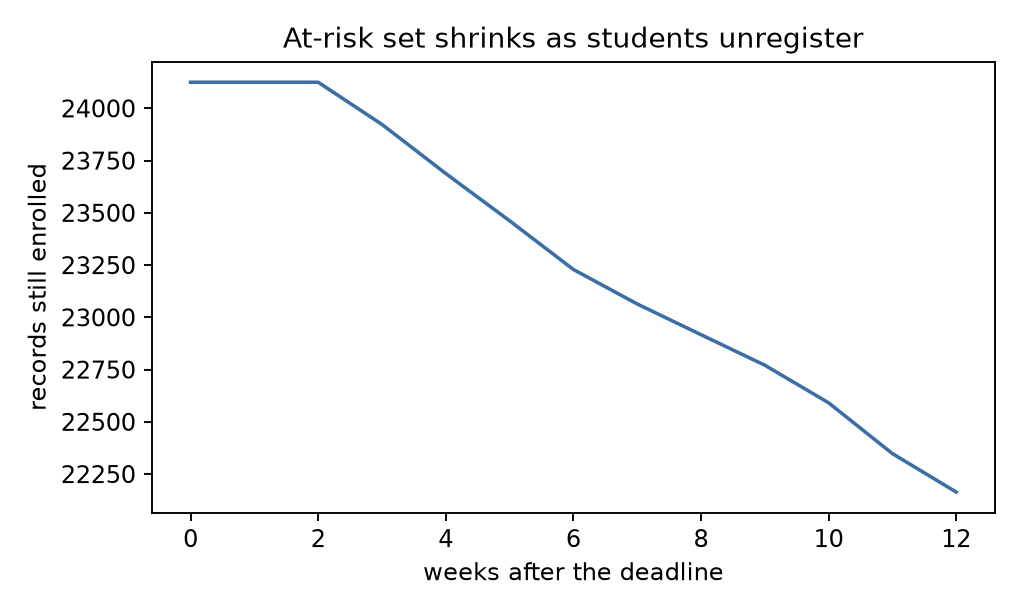 At-risk set shrinks as students unregister
records still enrolled
24000
23750
23500
23250
23000
22750
22500
22250
0 2 4 6 8 10 12
weeks after the deadline